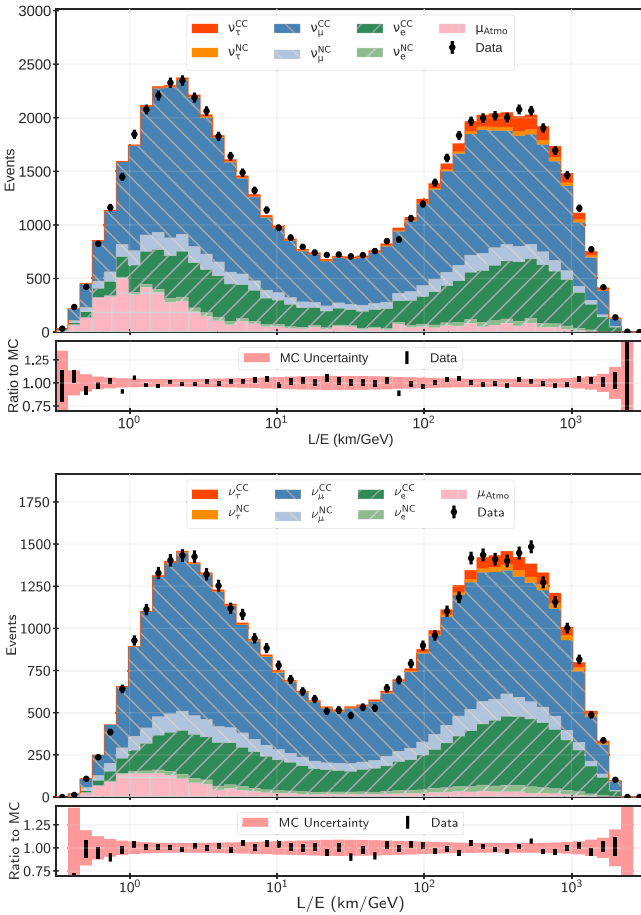 3000
2500
2000
1500
1000
500
0
Events
ν_τ^CC ν_μ^CC ν_e^CC μ_Atmo
ν_τ^NC ν_μ^NC ν_e^NC Data
1.25
1.00
0.75
Ratio to MC
MC Uncertainty Data
10^0 10^1 10^2 10^3
L/E (km/GeV)
1750
1500
1250
1000
750
500
250
0
Events
ν_τ^CC ν_μ^CC ν_e^CC μ_Atmo
ν_τ^NC ν_μ^NC ν_e^NC Data
1.25
1.00
0.75
Ratio to MC
MC Uncertainty Data
10^0 10^1 10^2 10^3
L/E (km/GeV)